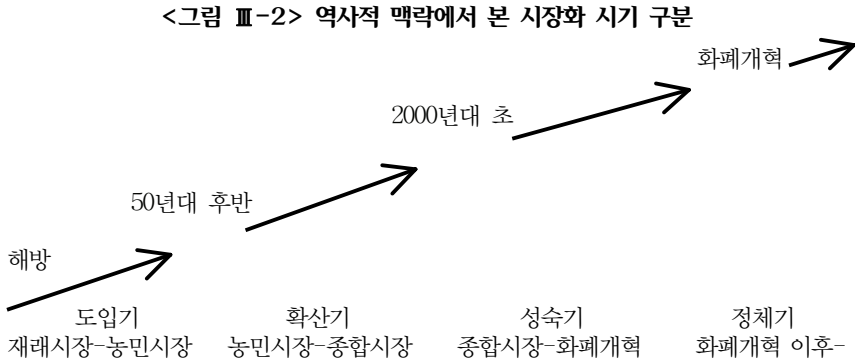 <그림 Ⅲ-2> 역사적 맥락에서 본 시장화 시기 구분
화폐개혁
2000년대 초
50년대 후반
해방
도입기 확산기 성숙기 정체기
재래시장-농민시장 농민시장-종합시장 종합시장-화폐개혁 화폐개혁 이후-